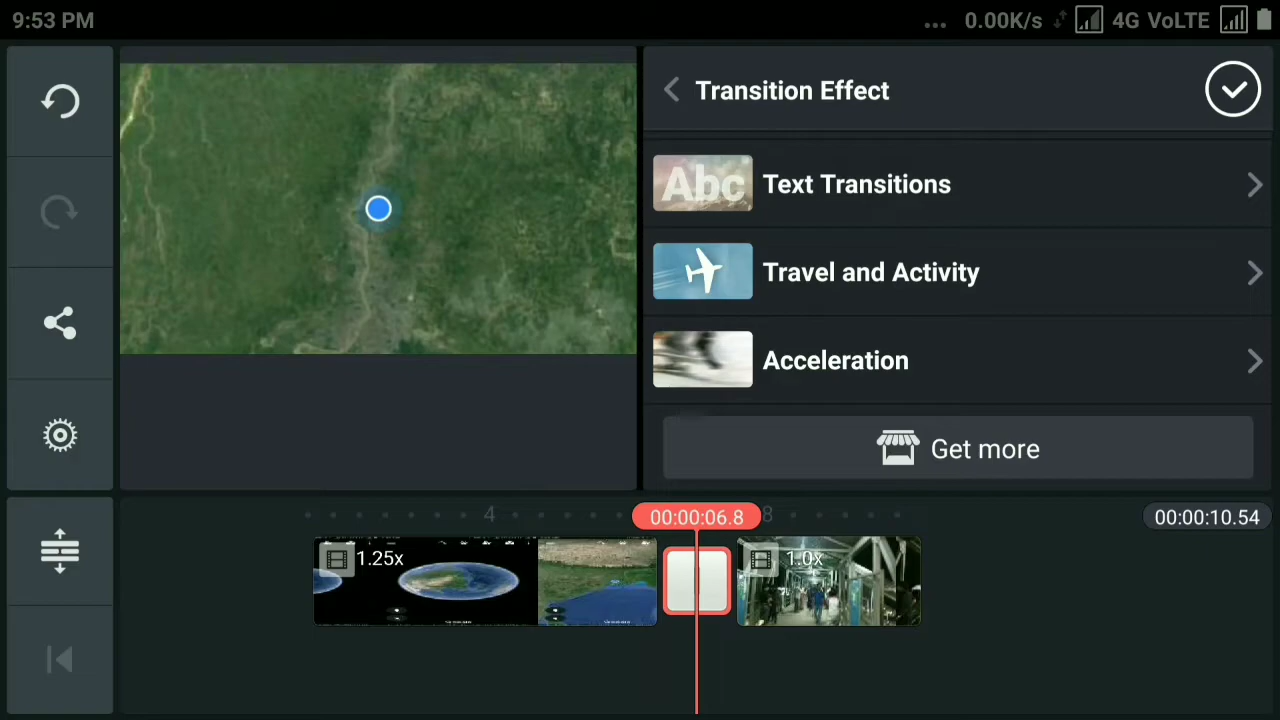 9:53 PM
... 0.00K/s 4G VoLTE
Transition Effect
Abc Text Transitions
Travel and Activity
Acceleration
Get more
4
00:00:06.8
8
00:00:10.54
1.25x
1.0x